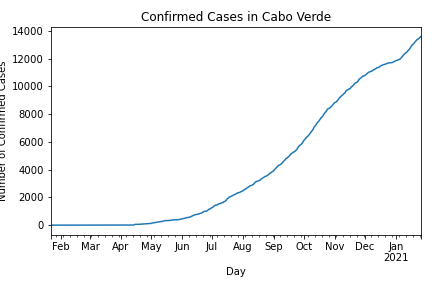 Confirmed Cases in Cabo Verde
Number of Confirmed Cases
14000
12000
10000
8000
6000
4000
2000
0
Feb Mar Apr May Jun Jul Aug Sep Oct Nov Dec Jan
2021
Day